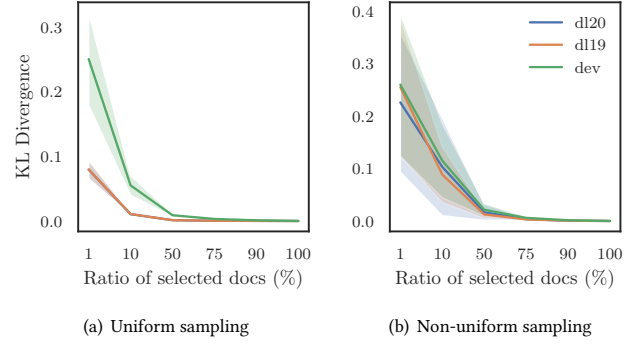 KL Divergence
0.3
0.2
0.1
0.0
1 10 50 75 90 100
Ratio of selected docs (%)
(a) Uniform sampling
0.4
0.3
0.2
0.1
0.0
dl20
dl19
dev
1 10 50 75 90 100
Ratio of selected docs (%)
(b) Non-uniform sampling